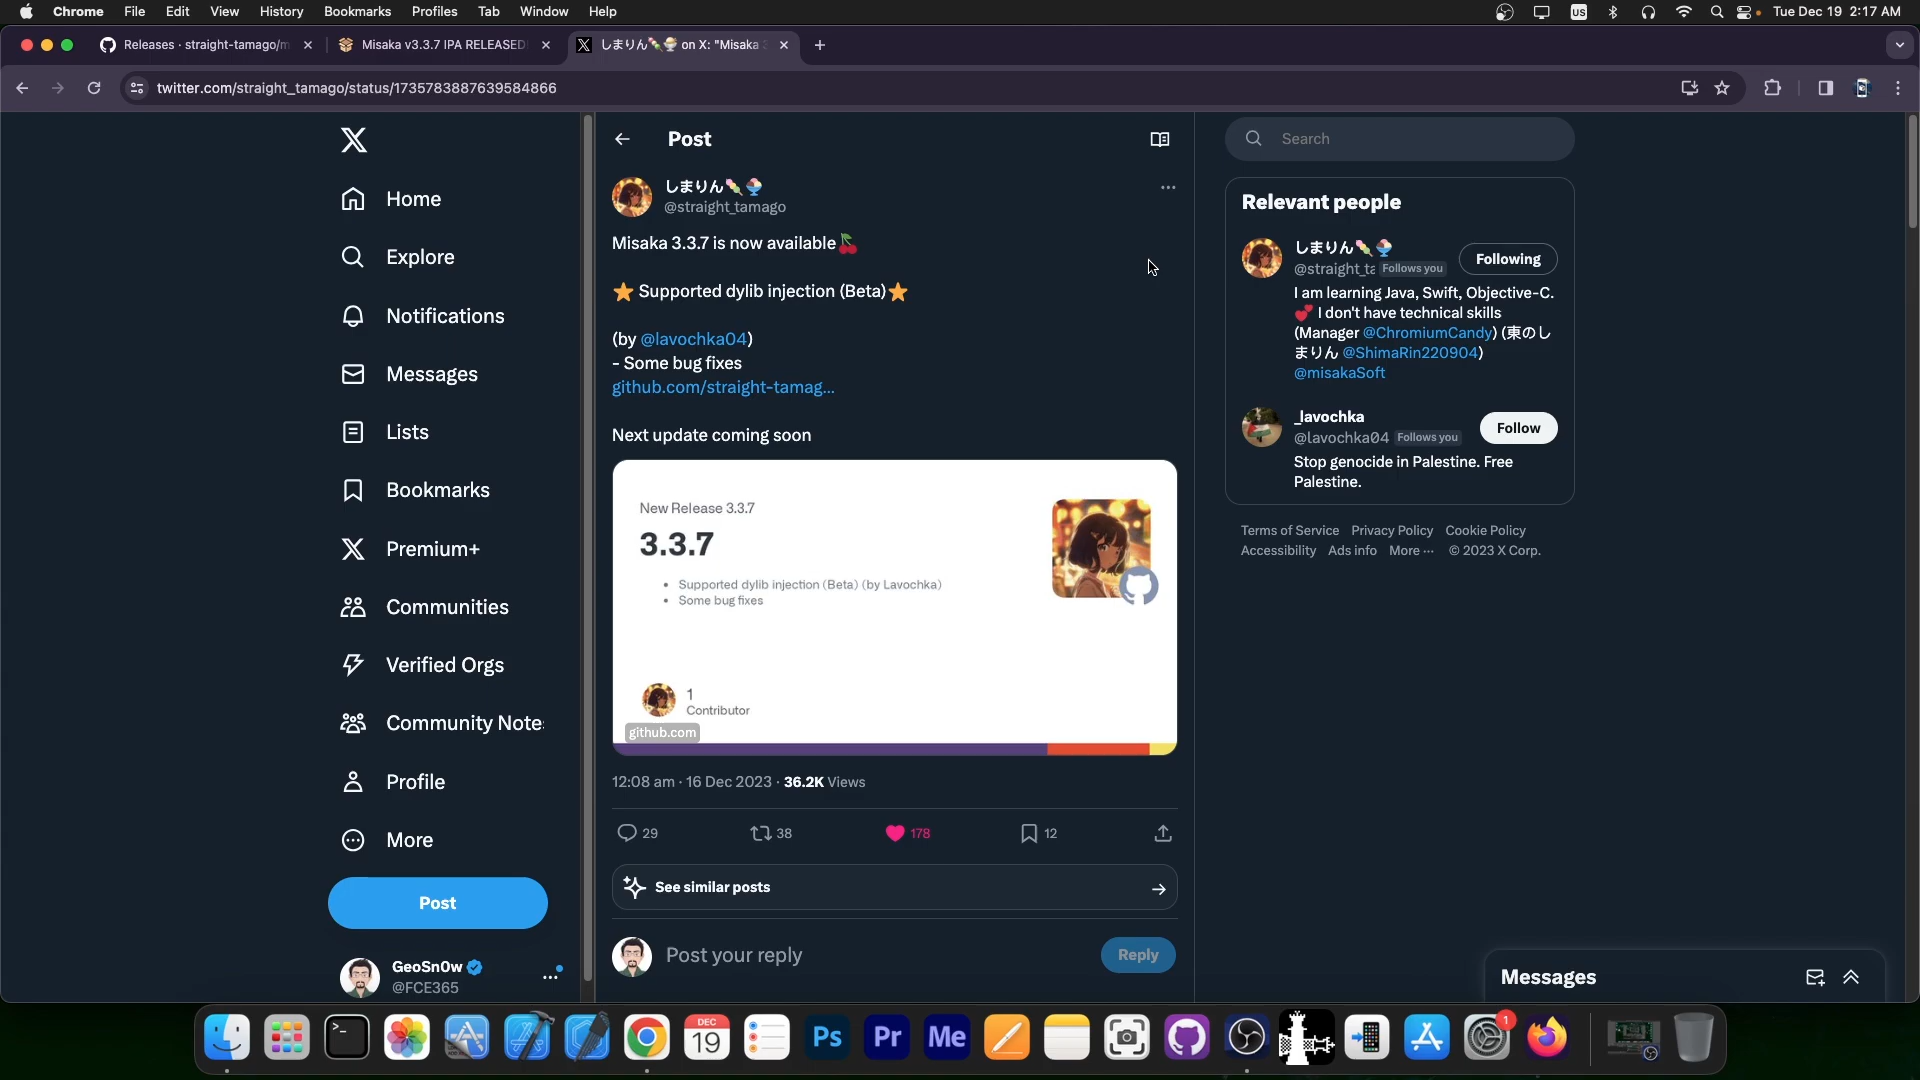 Chrome File Edit View History Bookmarks Profiles Tab Window Help
US
Tue Dec 19 2:17 AM
Releases · straight-tamago/m
Misaka v3.3.7 IPA RELEASED
しまりん🍡🍧 on X: "Misaka 3
twitter.com/straight_tamago/status/1735783887639584866
Home
Explore
Notifications
Messages
Lists
Bookmarks
Premium+
Communities
Verified Orgs
Community Notes
Profile
More
Post
GeoSn0w
@FCE365
Post
しまりん🍡🍧
@straight_tamago
Misaka 3.3.7 is now available🍒
⭐ Supported dylib injection (Beta)⭐
(by @lavochka04)
- Some bug fixes
github.com/straight-tamag...
Next update coming soon
New Release 3.3.7
3.3.7
• Supported dylib injection (Beta) (by Lavochka)
• Some bug fixes
1
Contributor
github.com
12:08 am · 16 Dec 2023 · 36.2K Views
29 38 178 12
See similar posts
Post your reply
Reply
Search
Relevant people
しまりん🍡🍧
@straight_ta Follows you
Following
I am learning Java, Swift, Objective-C.
💕 I don't have technical skills
(Manager @ChromiumCandy) (東のし
まりん @ShimaRin220904)
@misakaSoft
_lavochka
@lavochka04 Follows you
Follow
Stop genocide in Palestine. Free
Palestine.
Terms of Service Privacy Policy Cookie Policy
Accessibility Ads info More ··· © 2023 X Corp.
Messages
DEC
19
Ps
Pr
Me
1